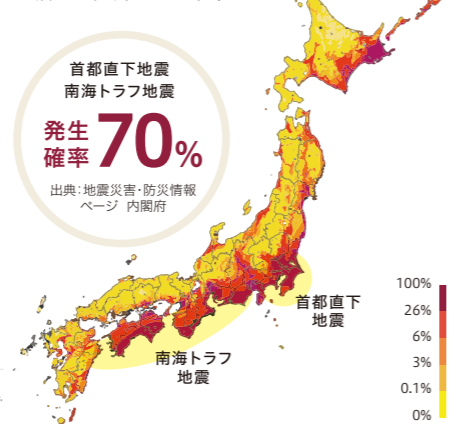 首都直下地震
南海トラフ地震
発生
確率
70%
出典：地震災害・防災情報
ページ 内閣府
首都直下
地震
南海トラフ
地震
100%
26%
6%
3%
0.1%
0%